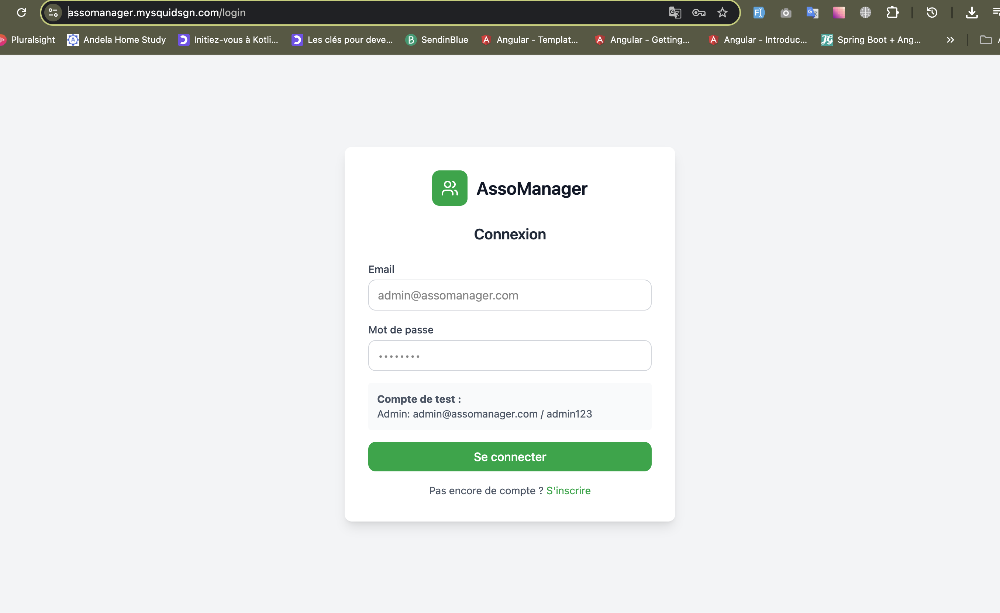 assomanager.mysquidsgn.com/login
Pluralsight Andela Home Study Initiez-vous à Kotli... Les clés pour deve... SendinBlue Angular - Templat... Angular - Getting... Angular - Introduc... Spring Boot + Ang...
AssoManager
Connexion
Email
admin@assomanager.com
Mot de passe
Compte de test :
Admin: admin@assomanager.com / admin123
Se connecter
Pas encore de compte ? S'inscrire